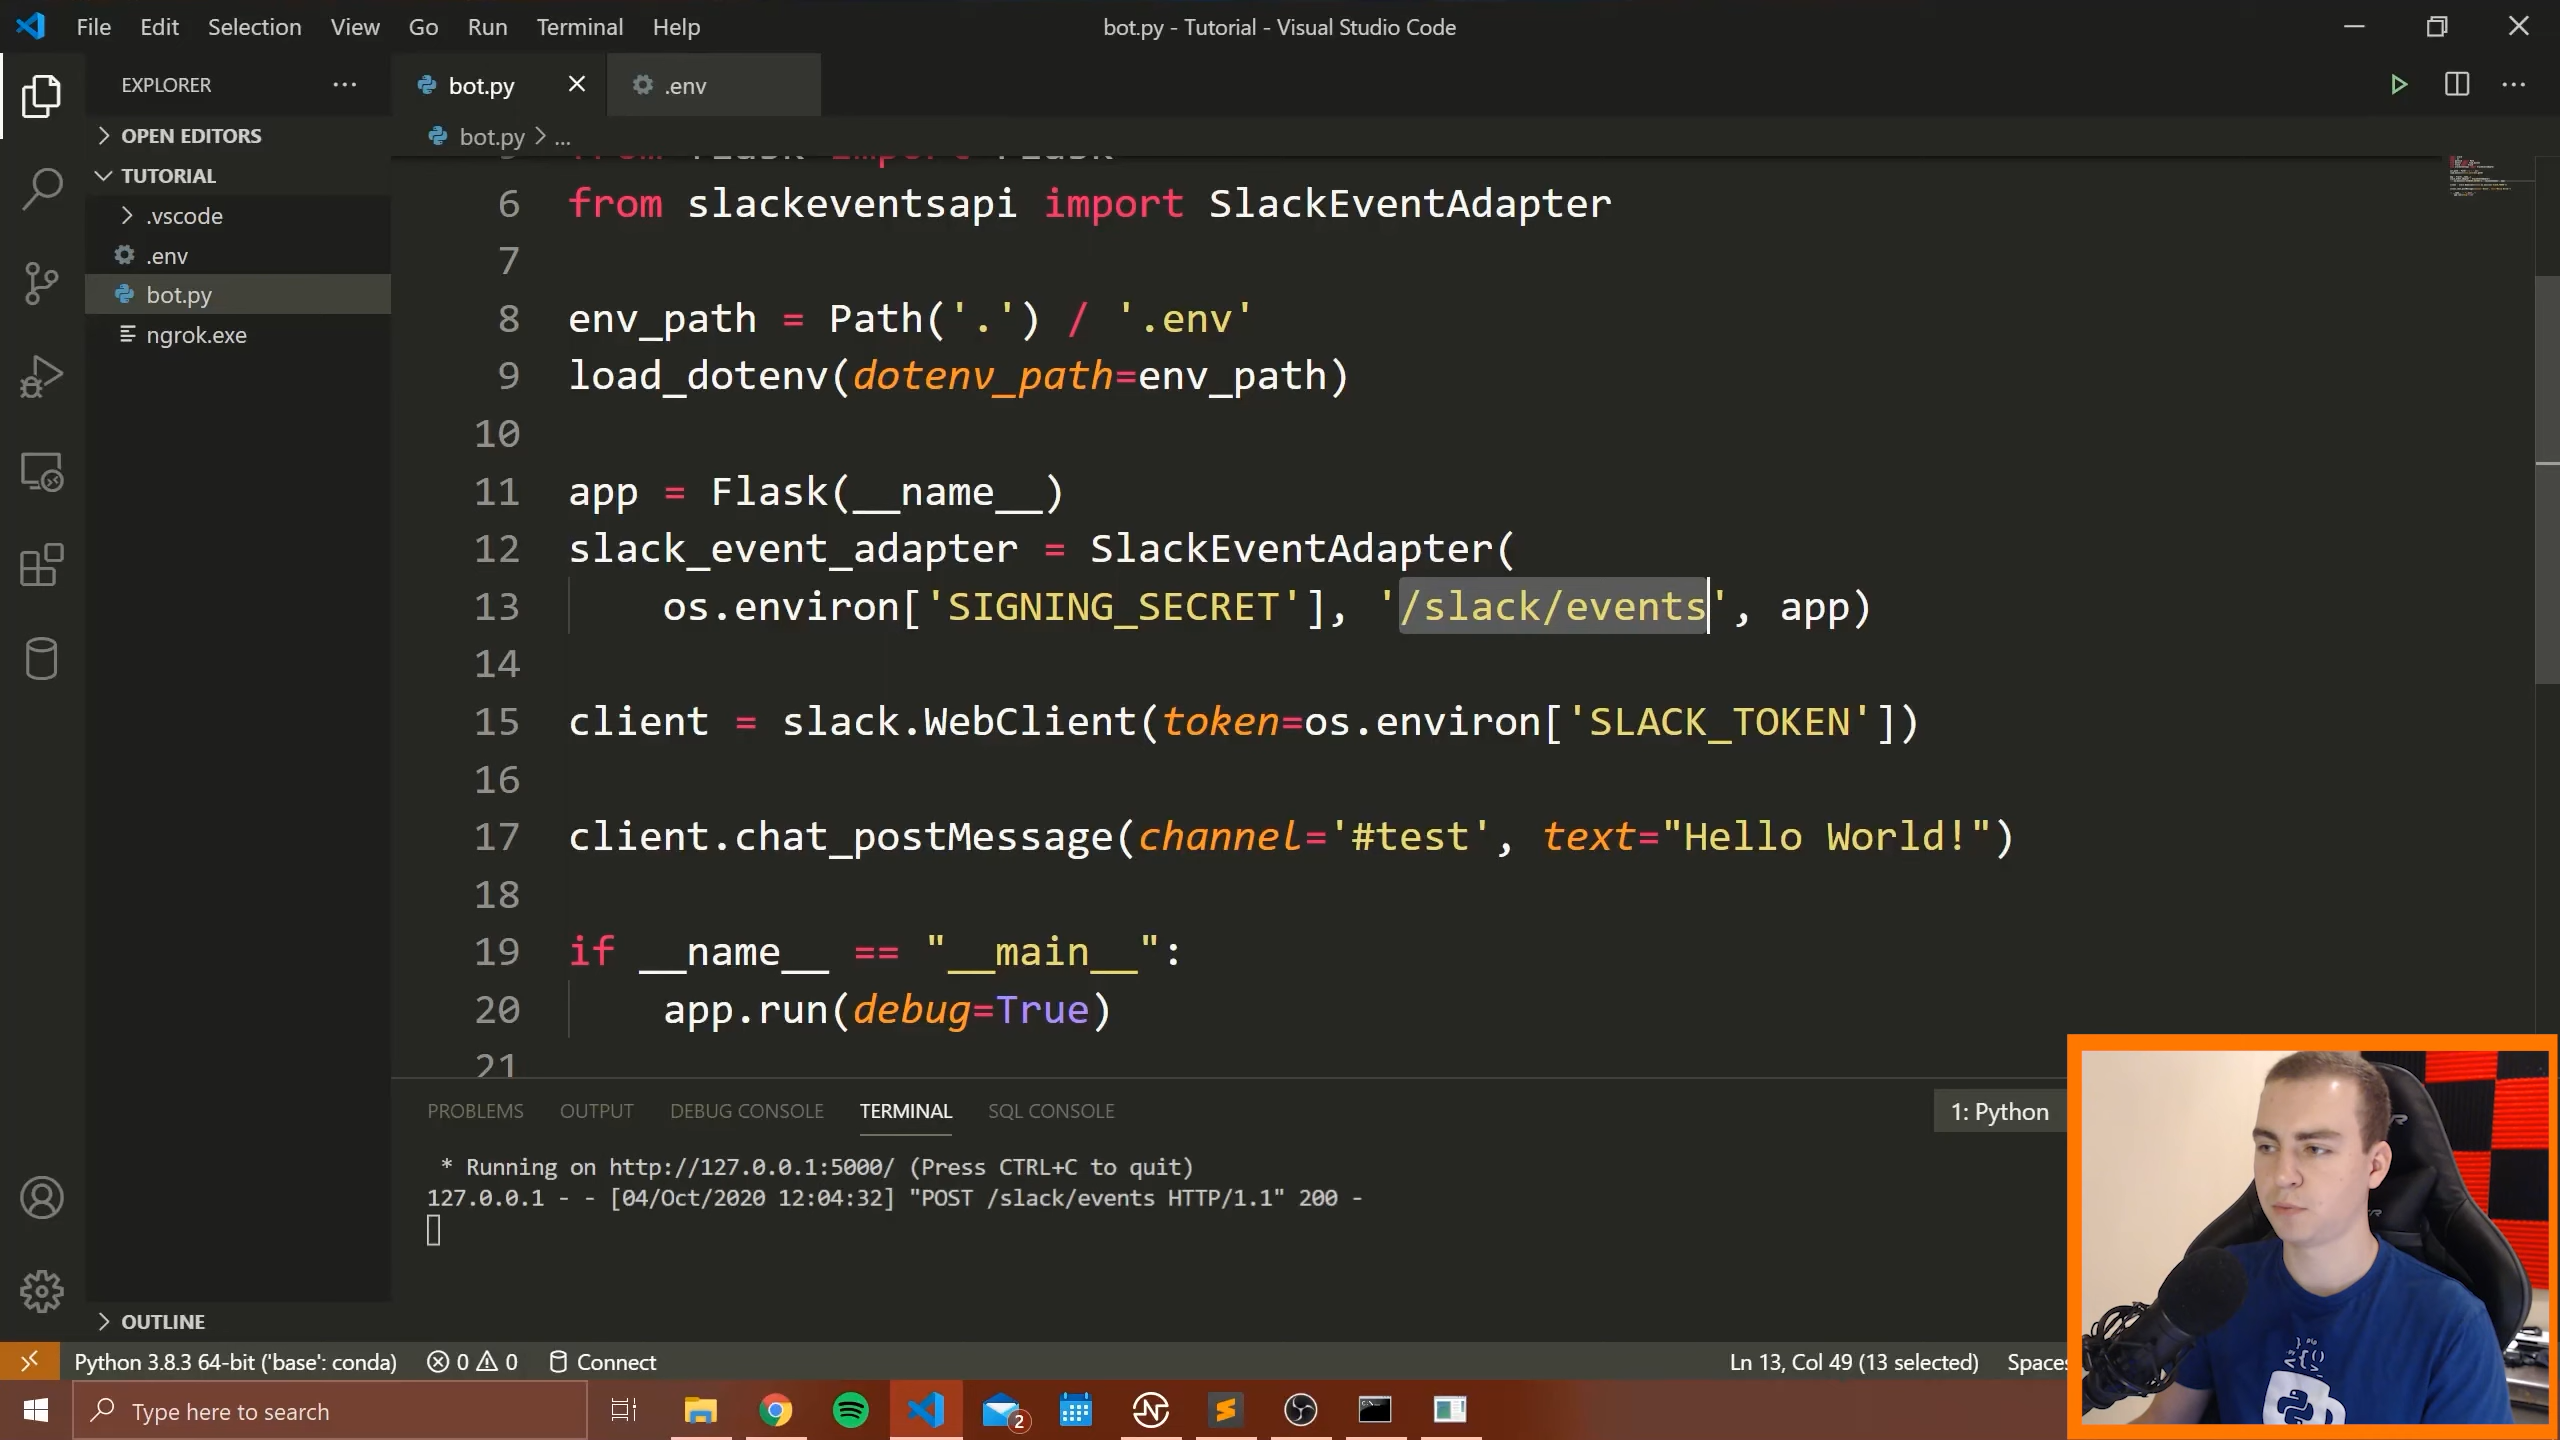 File Edit Selection View Go Run Terminal Help
bot.py - Tutorial - Visual Studio Code
EXPLORER
OPEN EDITORS
TUTORIAL
.vscode
.env
bot.py
ngrok.exe
OUTLINE
bot.py
.env
bot.py > ...
5 from flask import Flask
6 from slackeventsapi import SlackEventAdapter
7
8 env_path = Path('.') / '.env'
9 load_dotenv(dotenv_path=env_path)
10
11 app = Flask(__name__)
12 slack_event_adapter = SlackEventAdapter(
13 os.environ['SIGNING_SECRET'], '/slack/events', app)
14
15 client = slack.WebClient(token=os.environ['SLACK_TOKEN'])
16
17 client.chat_postMessage(channel='#test', text="Hello World!")
18
19 if __name__ == "__main__":
20 app.run(debug=True)
21
PROBLEMS OUTPUT DEBUG CONSOLE TERMINAL SQL CONSOLE
1: Python
* Running on http://127.0.0.1:5000/ (Press CTRL+C to quit)
127.0.0.1 - - [04/Oct/2020 12:04:32] "POST /slack/events HTTP/1.1" 200 -
Python 3.8.3 64-bit ('base': conda) 0 0 Connect
Ln 13, Col 49 (13 selected) Spaces
Type here to search
2